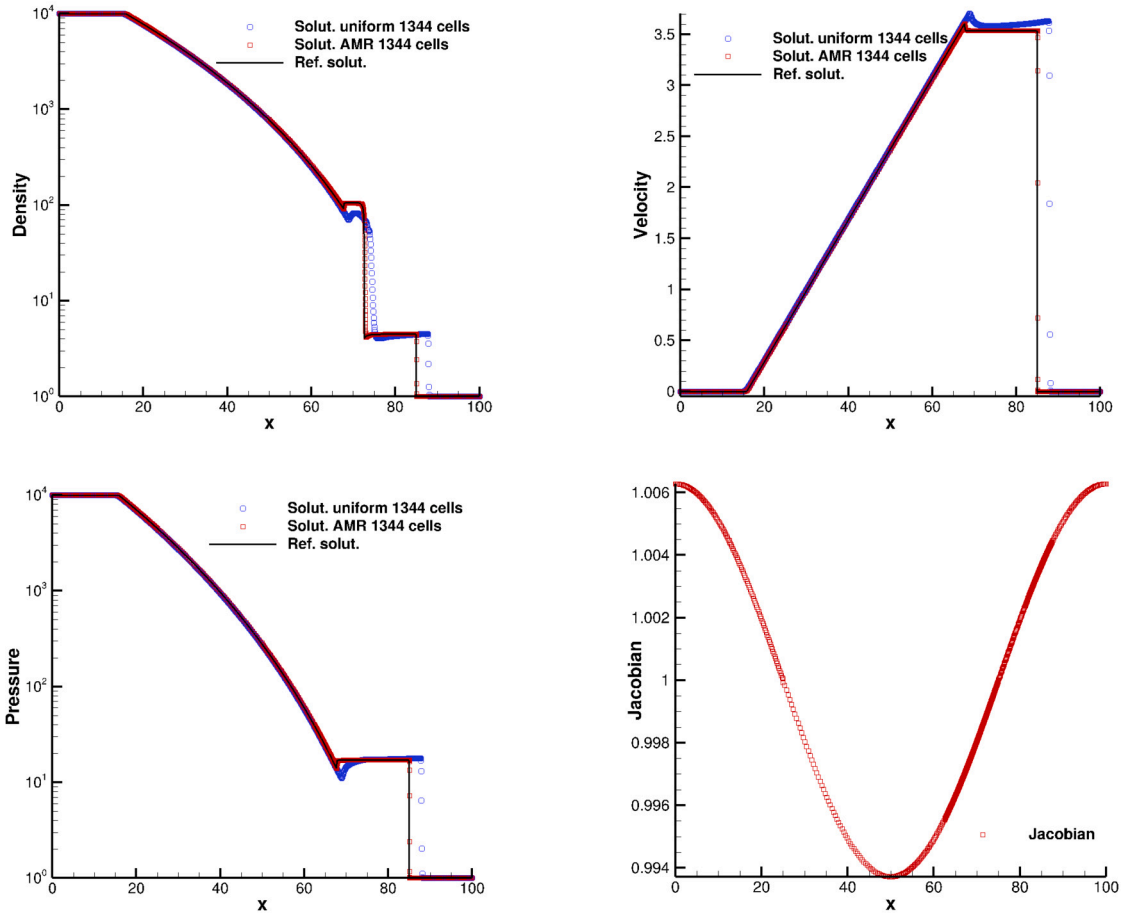 Solut. uniform 1344 cells
Solut. AMR 1344 cells
Ref. solut.
Density
10^4
10^3
10^2
10^1
10^0
0 20 40 60 80 100
x
Solut. uniform 1344 cells
Solut. AMR 1344 cells
Ref. solut.
Velocity
3.5
3
2.5
2
1.5
1
0.5
0
0 20 40 60 80 100
x
Solut. uniform 1344 cells
Solut. AMR 1344 cells
Ref. solut.
Pressure
10^4
10^3
10^2
10^1
10^0
0 20 40 60 80 100
x
Jacobian
1.006
1.004
1.002
1
0.998
0.996
0.994
Jacobian
0 20 40 60 80 100
x